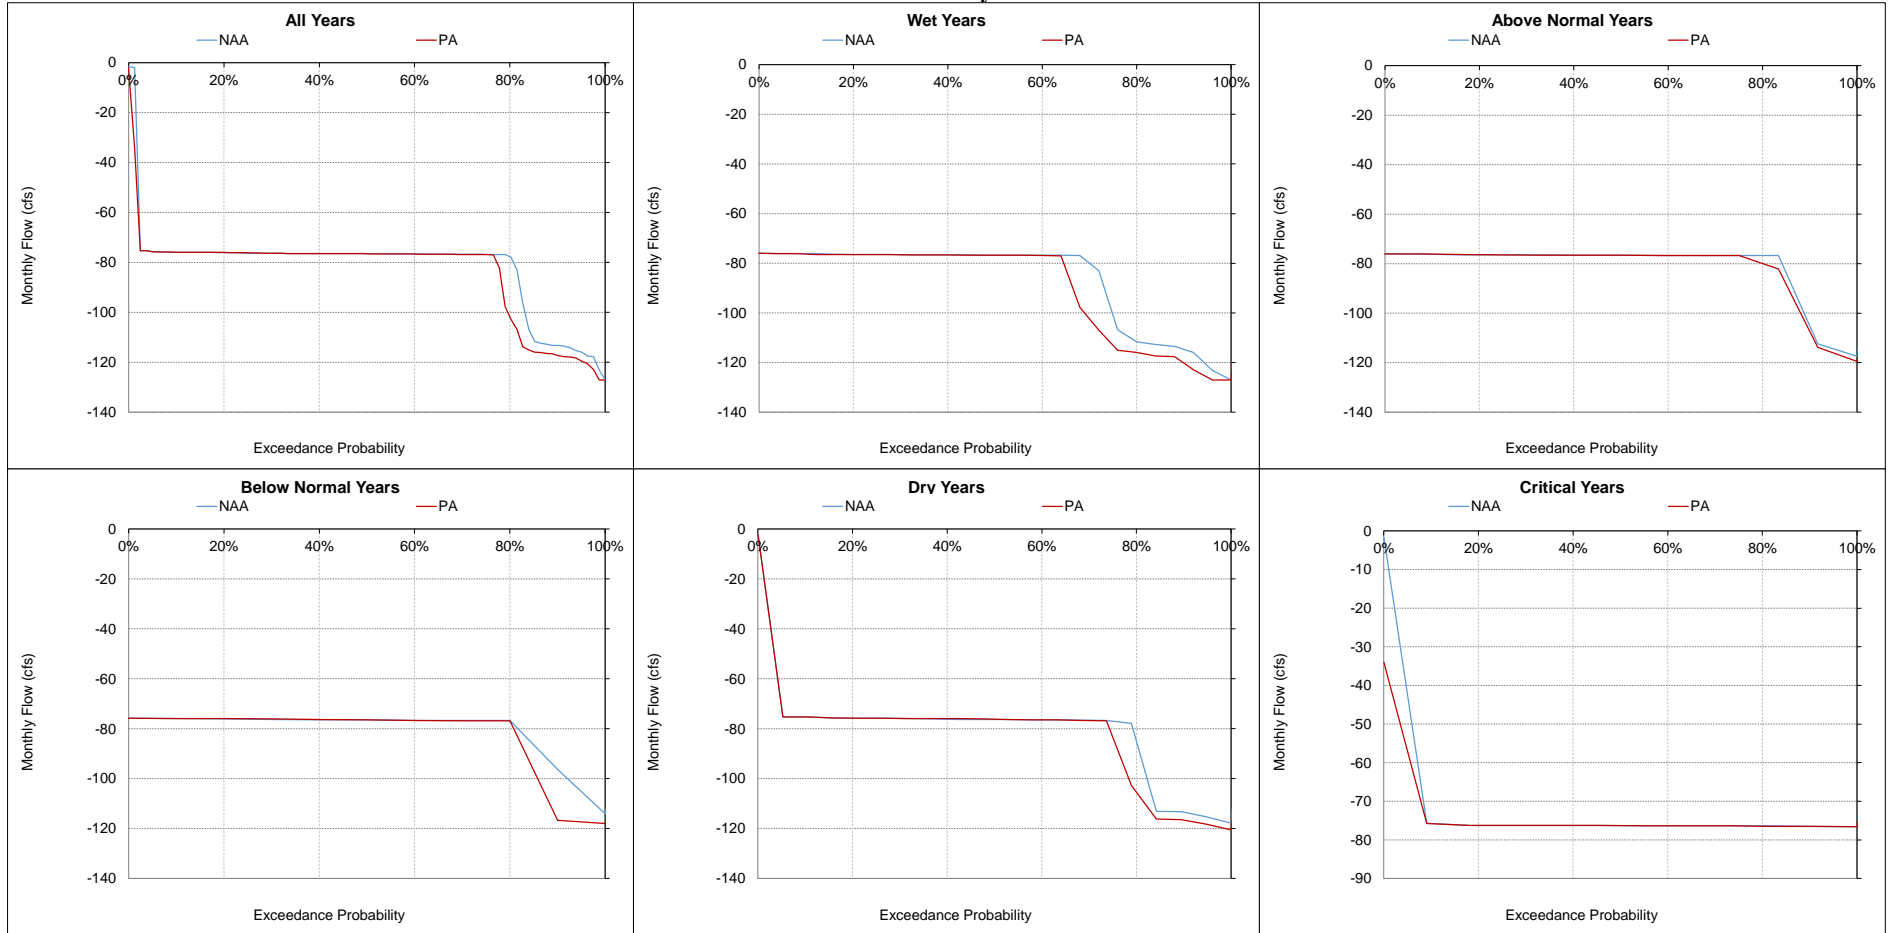 All Years
NAA PA
0
-20
-40
-60
-80
-100
-120
-140
0% 20% 40% 60% 80% 100%
Monthly Flow (cfs)
Exceedance Probability
Wet Years
NAA PA
0
-20
-40
-60
-80
-100
-120
-140
0% 20% 40% 60% 80% 100%
Monthly Flow (cfs)
Exceedance Probability
Above Normal Years
NAA PA
0
-20
-40
-60
-80
-100
-120
-140
0% 20% 40% 60% 80% 100%
Monthly Flow (cfs)
Exceedance Probability
Below Normal Years
NAA PA
0
-20
-40
-60
-80
-100
-120
-140
0% 20% 40% 60% 80% 100%
Monthly Flow (cfs)
Exceedance Probability
Dry Years
NAA PA
0
-20
-40
-60
-80
-100
-120
-140
0% 20% 40% 60% 80% 100%
Monthly Flow (cfs)
Exceedance Probability
Critical Years
NAA PA
0
-10
-20
-30
-40
-50
-60
-70
-80
-90
0% 20% 40% 60% 80% 100%
Monthly Flow (cfs)
Exceedance Probability